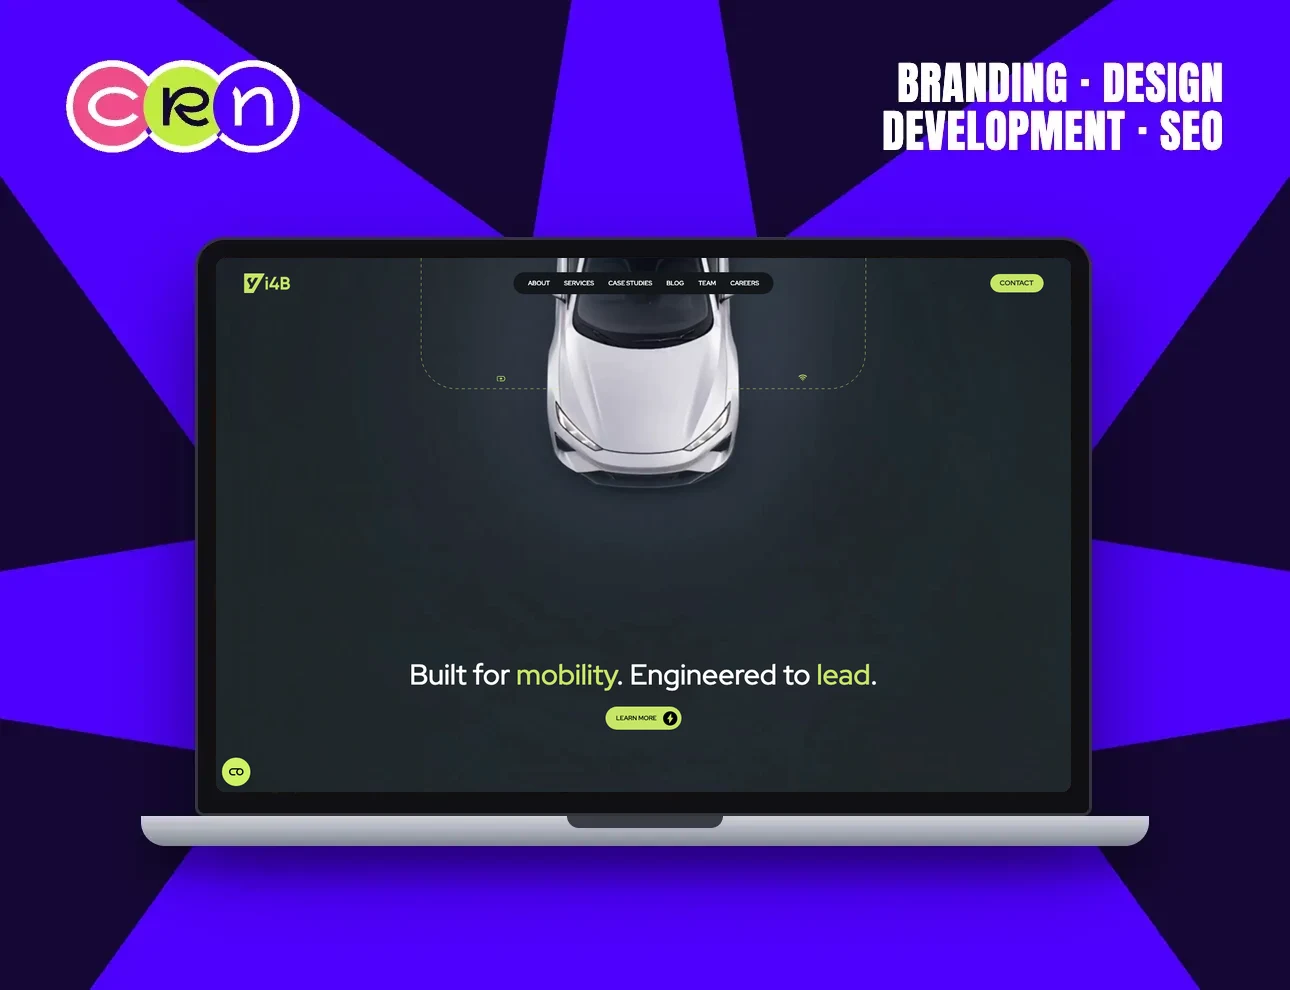 crn
BRANDING · DESIGN
DEVELOPMENT · SEO
i4B
ABOUT SERVICES CASE STUDIES BLOG TEAM CAREERS
CONTACT
Built for mobility. Engineered to lead.
LEARN MORE